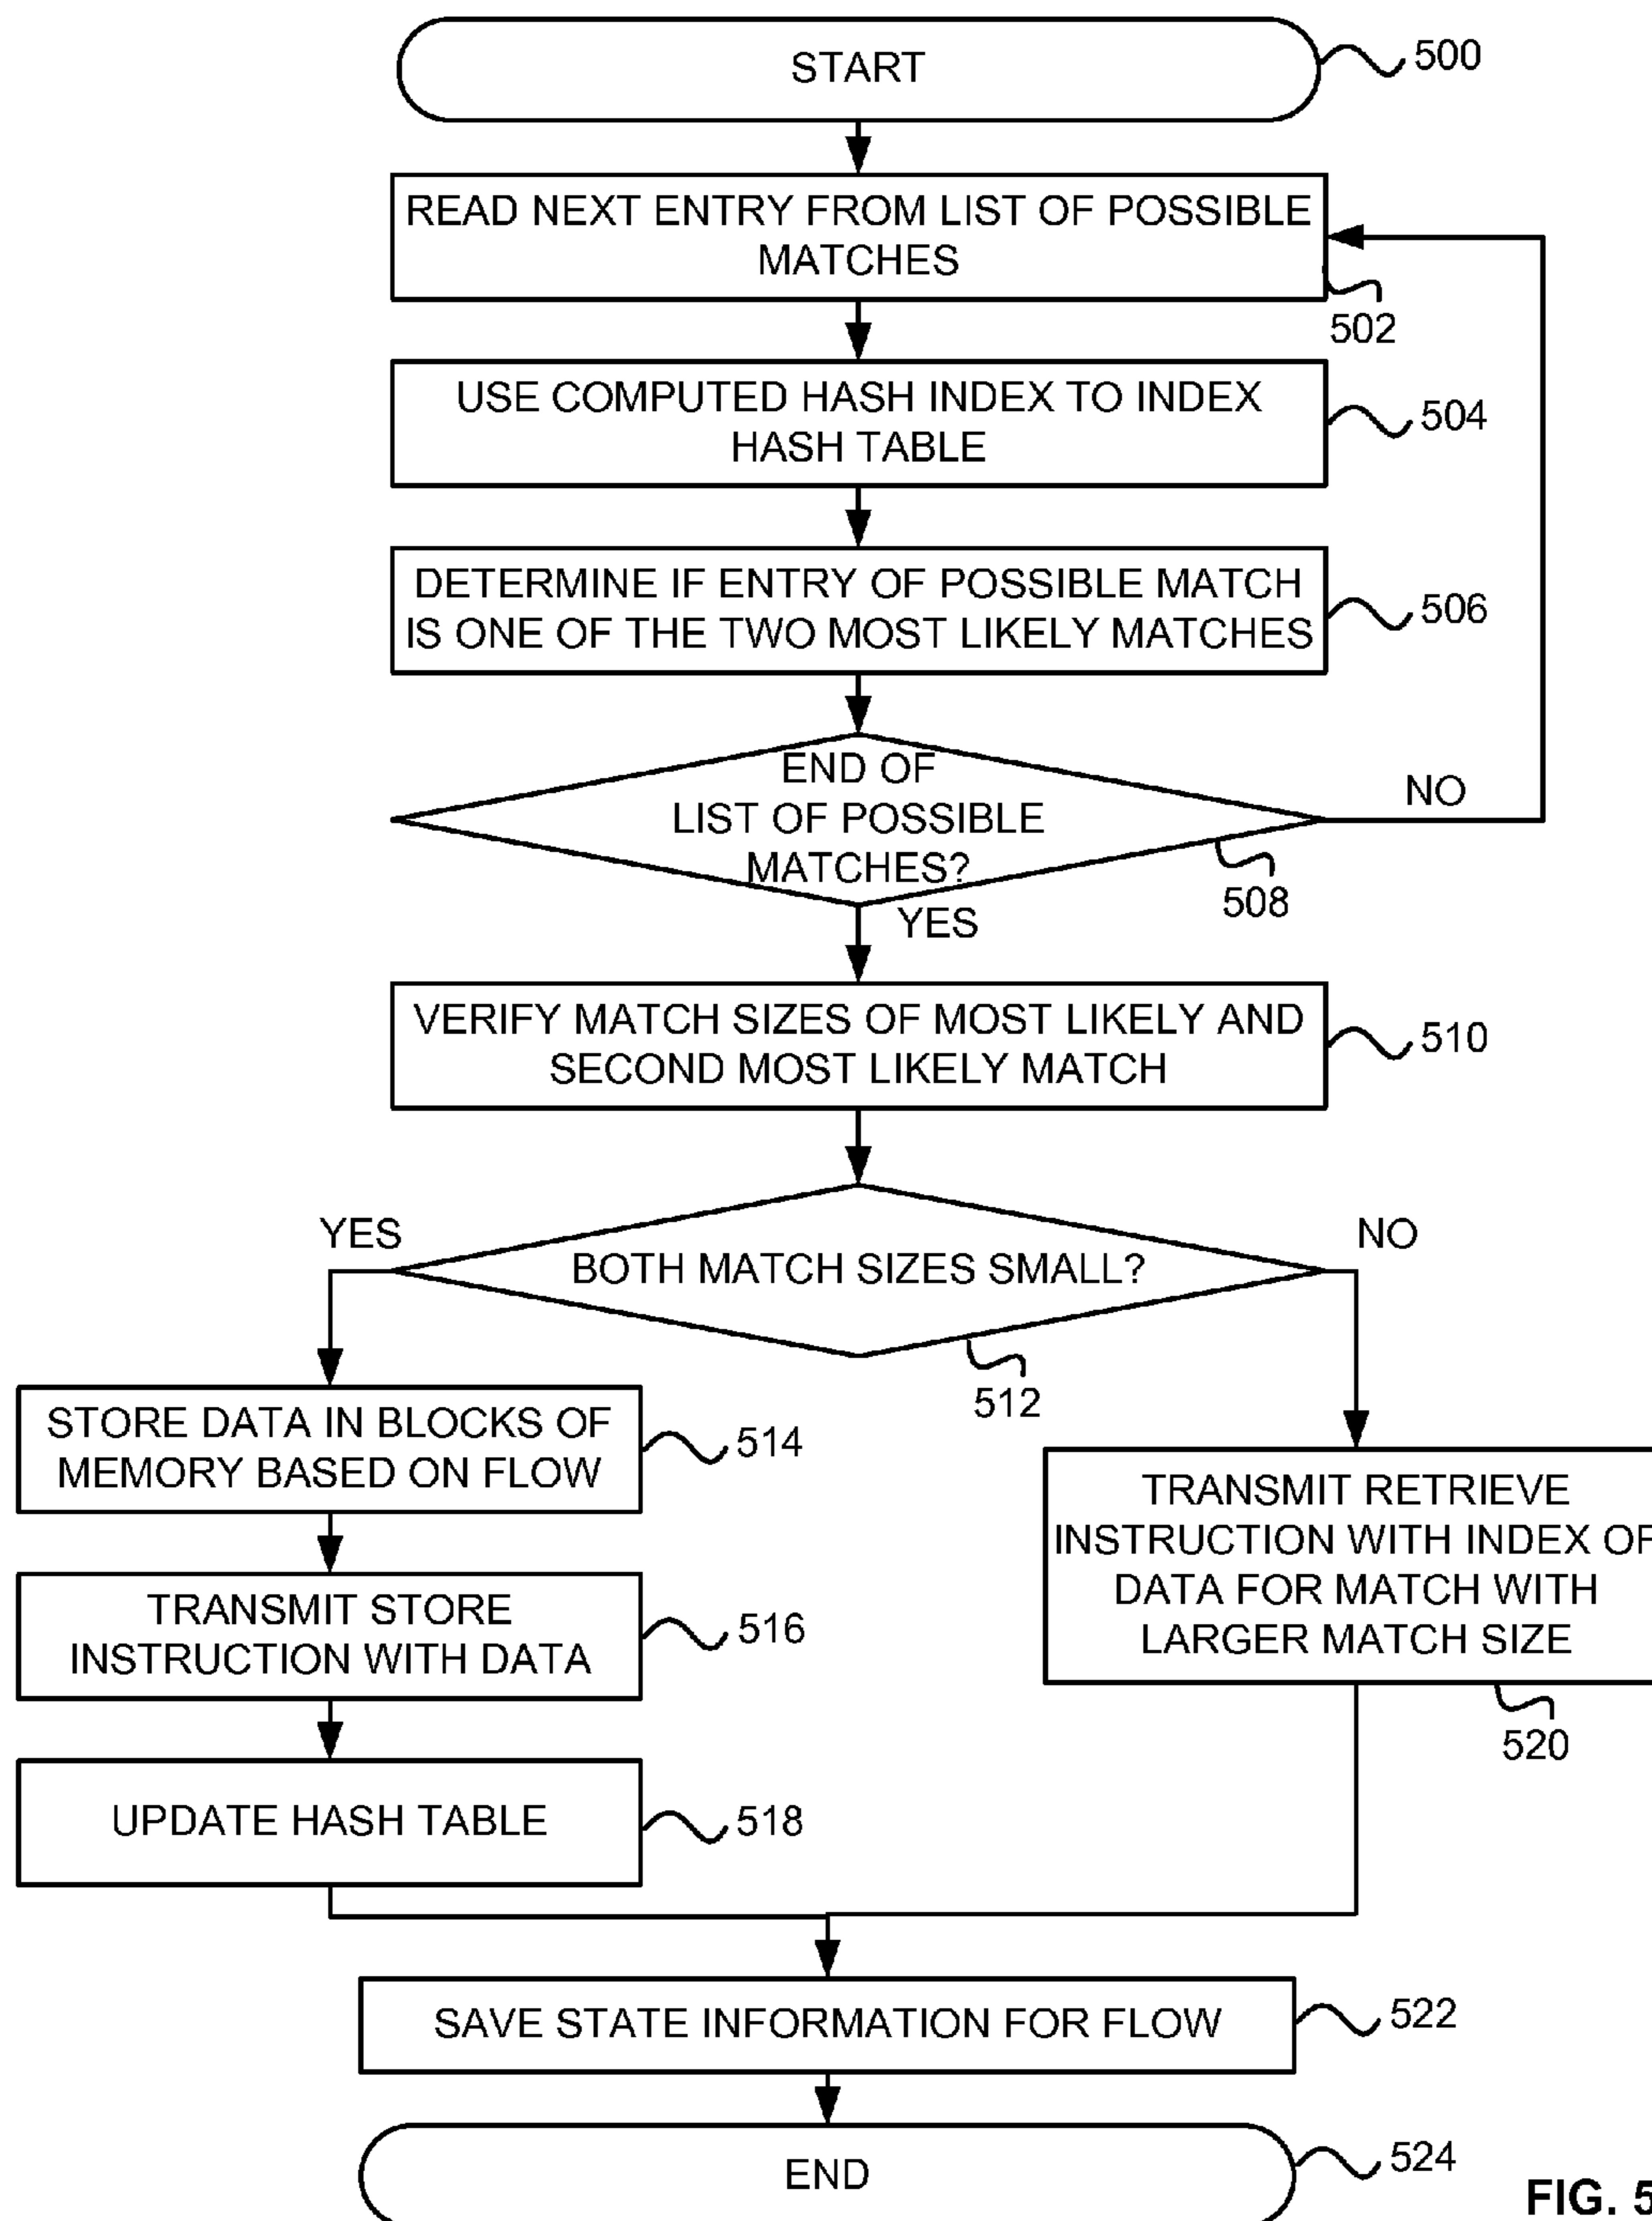 START
500
READ NEXT ENTRY FROM LIST OF POSSIBLE
MATCHES
502
USE COMPUTED HASH INDEX TO INDEX
HASH TABLE
504
DETERMINE IF ENTRY OF POSSIBLE MATCH
IS ONE OF THE TWO MOST LIKELY MATCHES
506
END OF
LIST OF POSSIBLE
MATCHES?
NO
508
YES
VERIFY MATCH SIZES OF MOST LIKELY AND
SECOND MOST LIKELY MATCH
510
YES
BOTH MATCH SIZES SMALL?
NO
512
STORE DATA IN BLOCKS OF
MEMORY BASED ON FLOW
514
TRANSMIT STORE
INSTRUCTION WITH DATA
516
UPDATE HASH TABLE
518
TRANSMIT RETRIEVE
INSTRUCTION WITH INDEX OF
DATA FOR MATCH WITH
LARGER MATCH SIZE
520
SAVE STATE INFORMATION FOR FLOW
522
END
524
FIG. 5